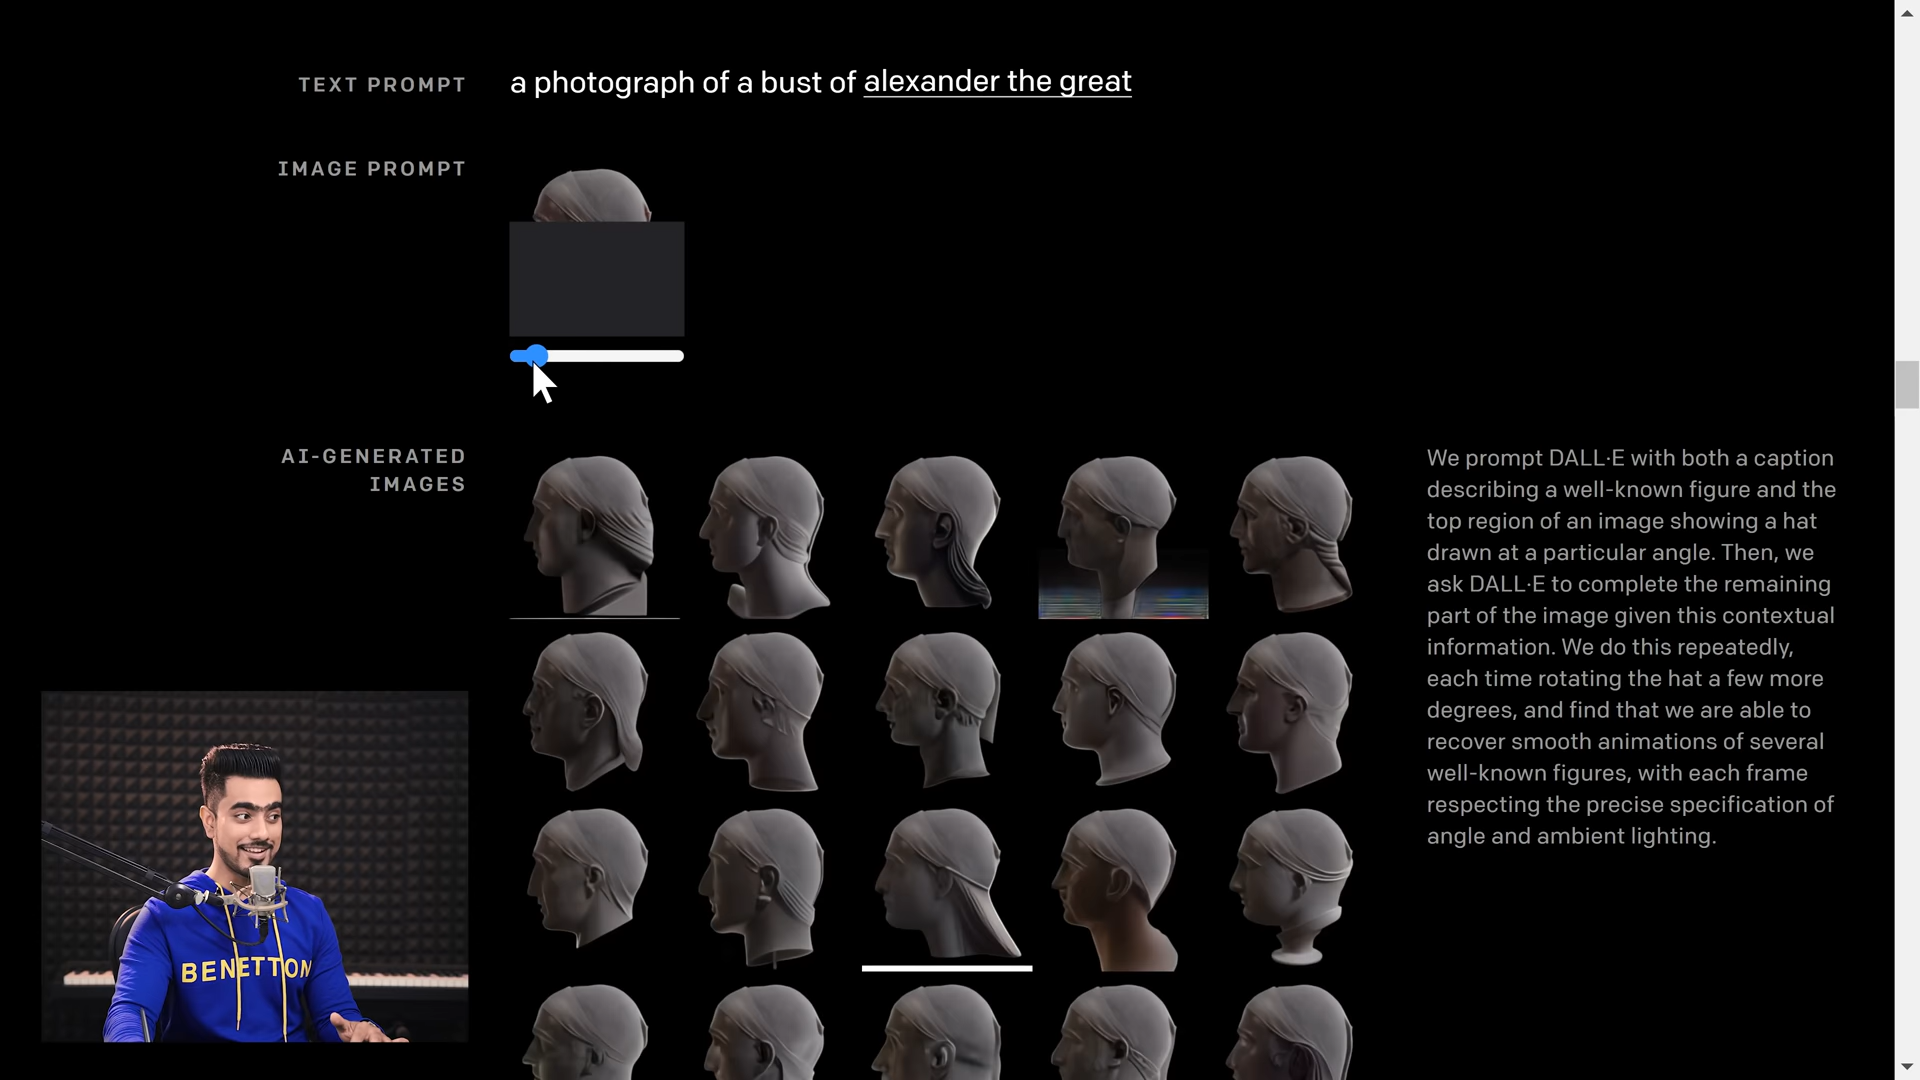 TEXT PROMPT
a photograph of a bust of alexander the great
IMAGE PROMPT
AI-GENERATED
IMAGES
We prompt DALL·E with both a caption
describing a well-known figure and the
top region of an image showing a hat
drawn at a particular angle. Then, we
ask DALL·E to complete the remaining
part of the image given this contextual
information. We do this repeatedly,
each time rotating the hat a few more
degrees, and find that we are able to
recover smooth animations of several
well-known figures, with each frame
respecting the precise specification of
angle and ambient lighting.
BENETTON